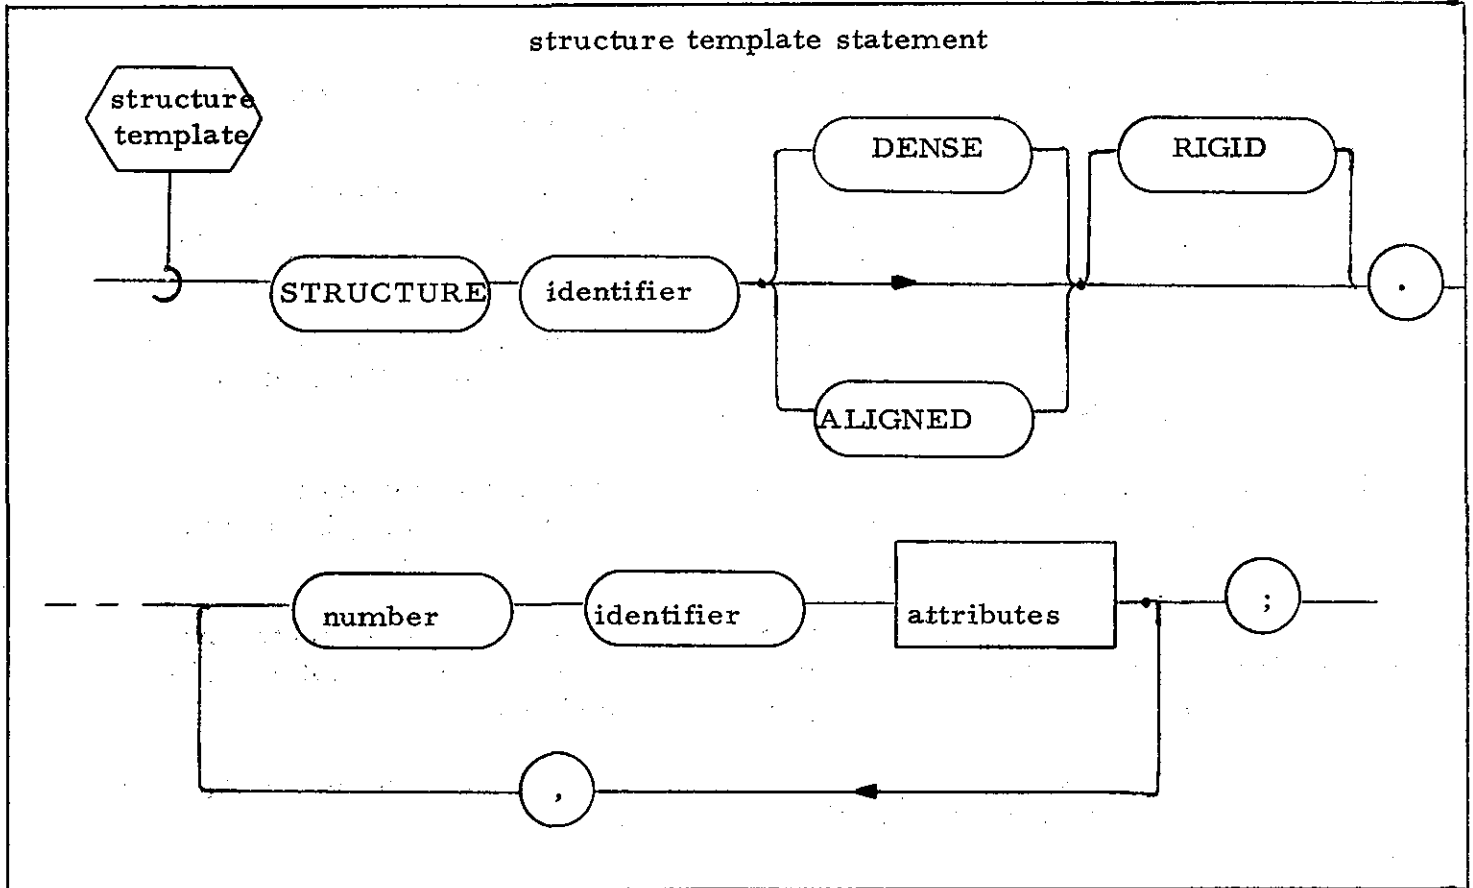 structure template statement
structure
template
DENSE
RIGID
STRUCTURE
identifier
.
ALIGNED
number
identifier
attributes
;
,